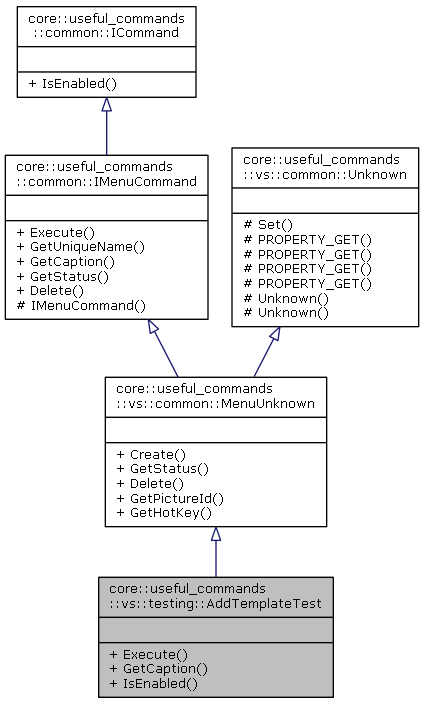 core::useful_commands
::common::ICommand
+ IsEnabled()
core::useful_commands
::common::IMenuCommand
+ Execute()
+ GetUniqueName()
+ GetCaption()
+ GetStatus()
+ Delete()
# IMenuCommand()
core::useful_commands
::vs::common::Unknown
# Set()
# PROPERTY_GET()
# PROPERTY_GET()
# PROPERTY_GET()
# PROPERTY_GET()
# Unknown()
# Unknown()
core::useful_commands
::vs::common::MenuUnknown
+ Create()
+ GetStatus()
+ Delete()
+ GetPictureId()
+ GetHotKey()
core::useful_commands
::vs::testing::AddTemplateTest
+ Execute()
+ GetCaption()
+ IsEnabled()